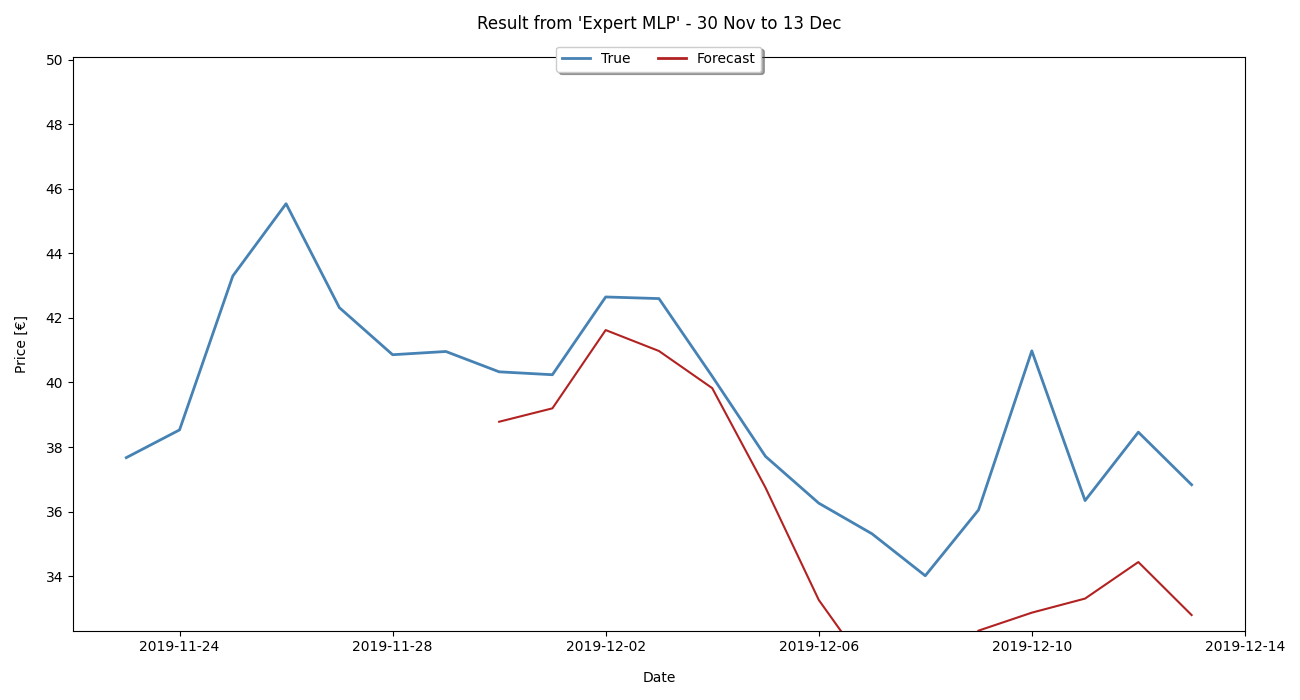 Result from 'Expert MLP' - 30 Nov to 13 Dec
True Forecast
50
48
46
44
42
40
38
36
34
Price [€]
2019-11-24 2019-11-28 2019-12-02 2019-12-06 2019-12-10 2019-12-14
Date